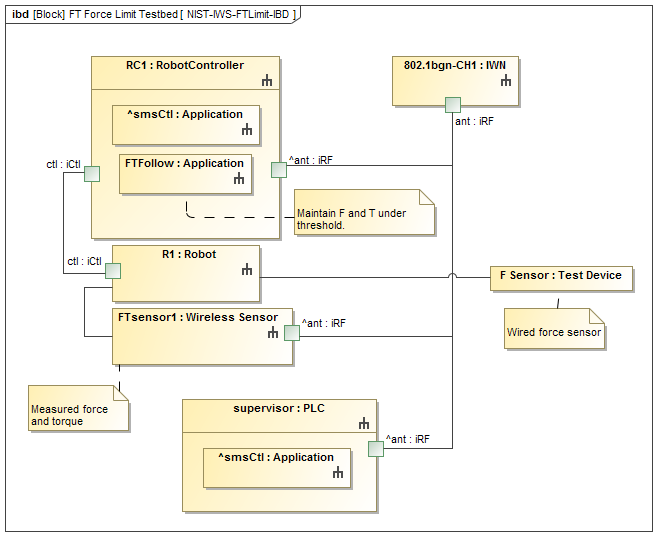 ibd [Block] FT Force Limit Testbed [ NIST-IWS-FTLimit-IBD ]
RC1 : RobotController
^smsCtl : Application
FTFollow : Application
ctl : iCtl
^ant : iRF
Maintain F and T under
threshold.
802.1bgn-CH1 : IWN
ant : iRF
ctl : iCtl
R1 : Robot
F Sensor : Test Device
Wired force sensor
FTsensor1 : Wireless Sensor
^ant : iRF
Measured force
and torque
supervisor : PLC
^smsCtl : Application
^ant : iRF